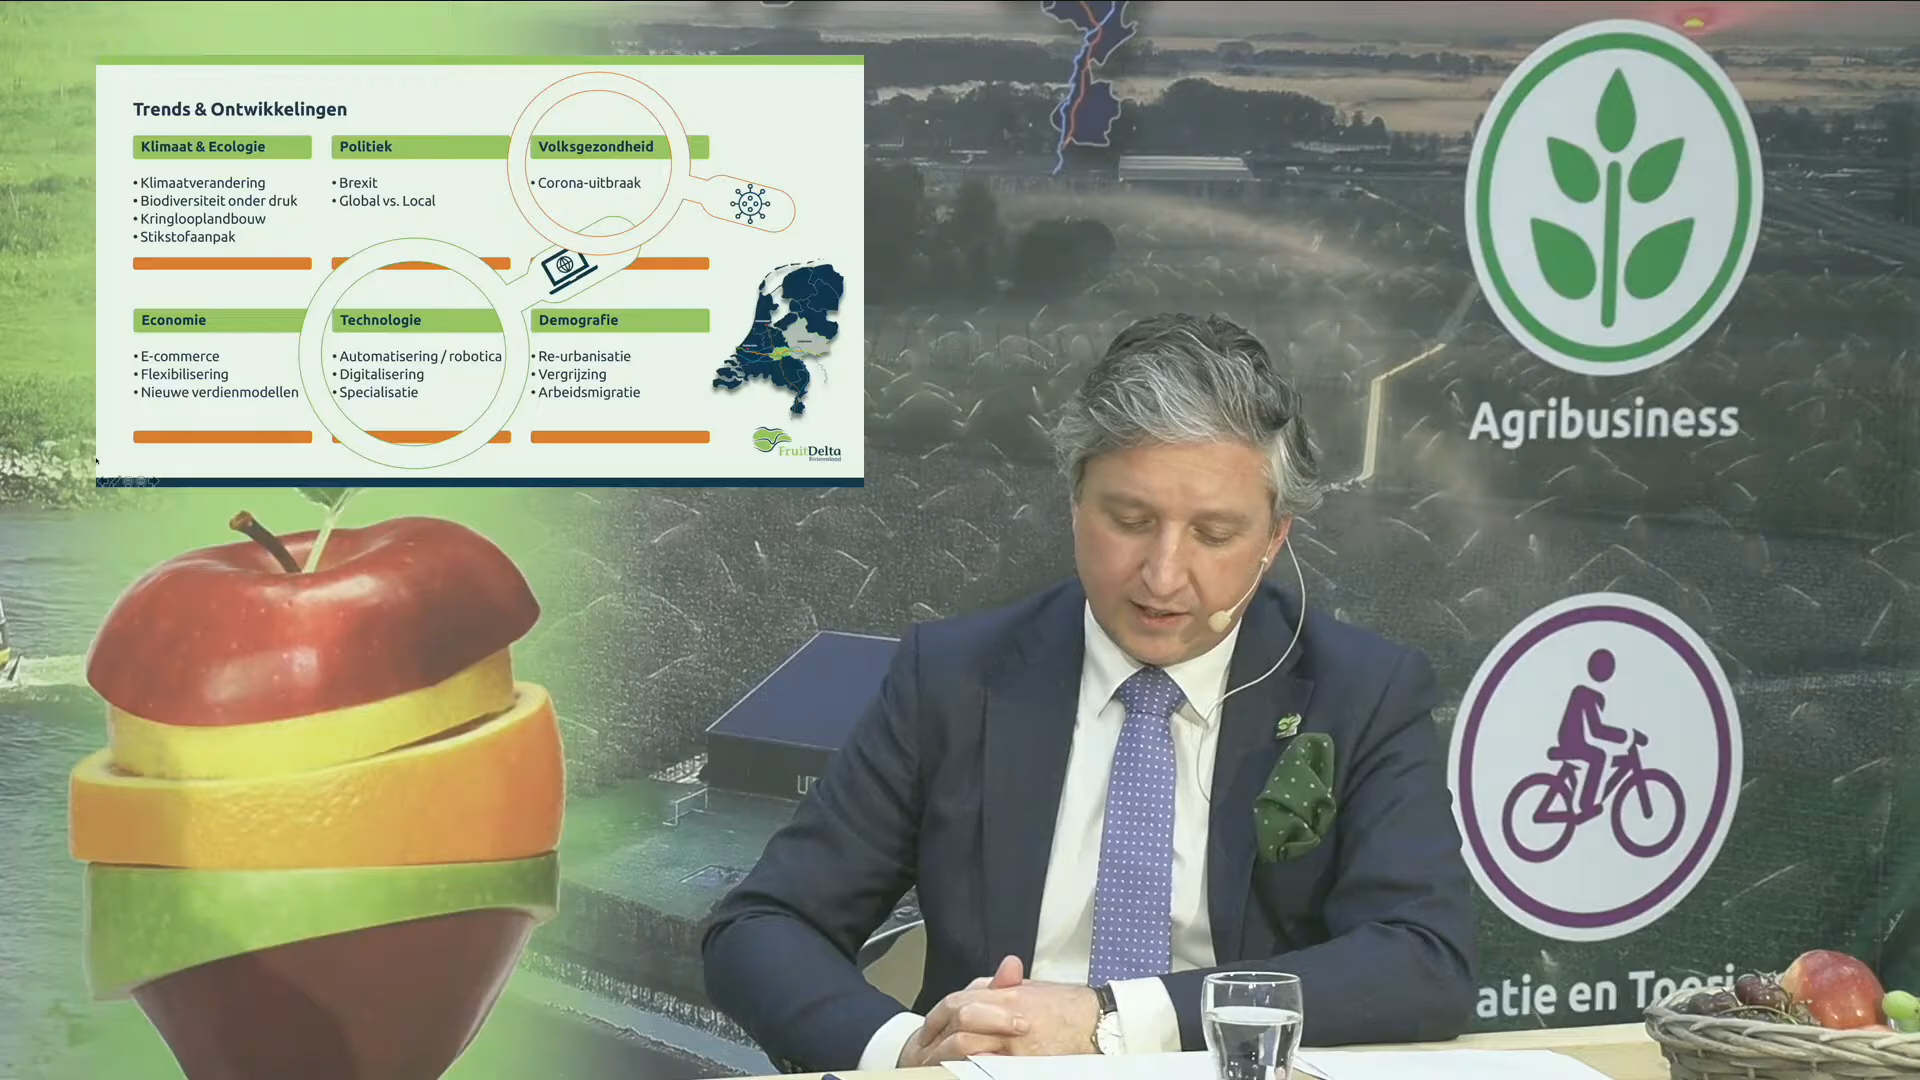 Trends & Ontwikkelingen
Klimaat & Ecologie
• Klimaatverandering
• Biodiversiteit onder druk
• Kringlooplandbouw
• Stikstofaanpak
Politiek
• Brexit
• Global vs. Local
Volksgezondheid
• Corona-uitbraak
Economie
• E-commerce
• Flexibilisering
• Nieuwe verdienmodellen
Technologie
• Automatisering / robotica
• Digitalisering
• Specialisatie
Demografie
• Re-urbanisatie
• Vergrijzing
• Arbeidsmigratie
FruitDelta
Rivierenland
Agribusiness
atie en Toeri